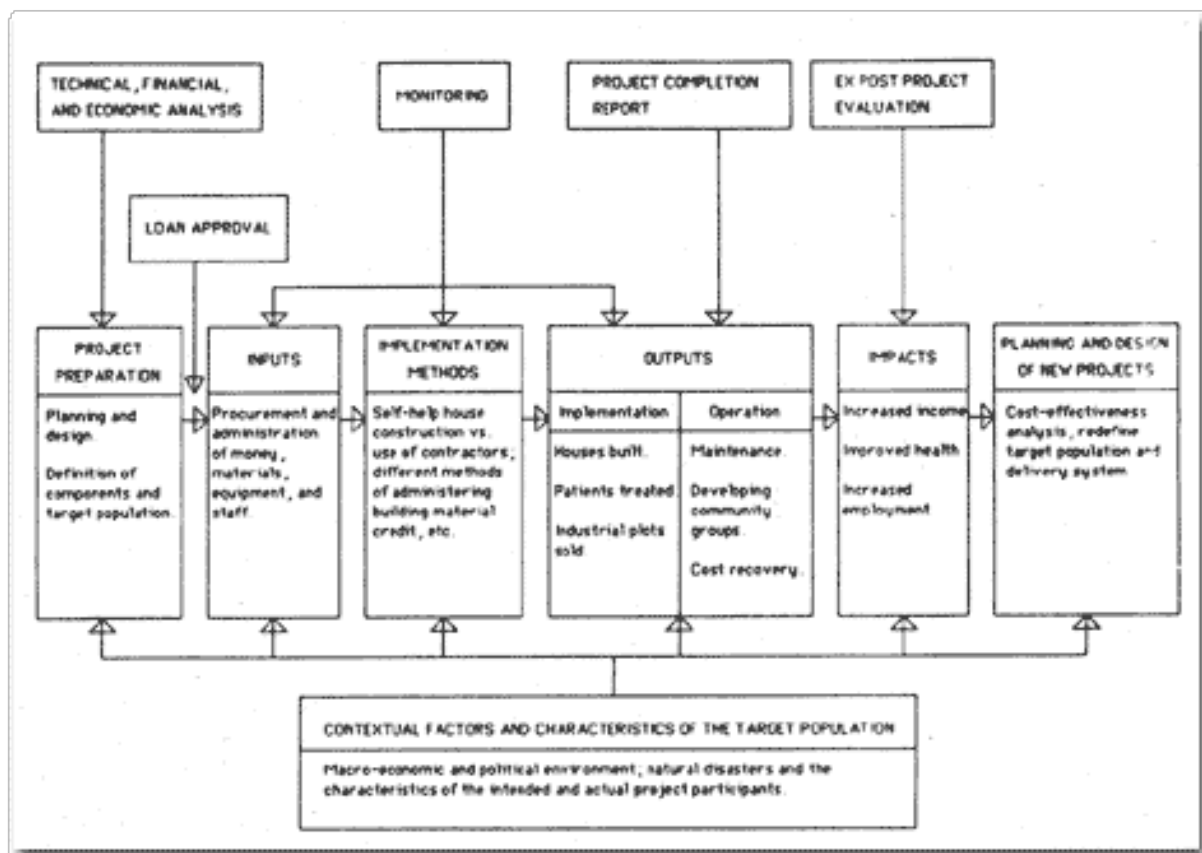 TECHNICAL, FINANCIAL,
AND ECONOMIC ANALYSIS
MONITORING
PROJECT COMPLETION
REPORT
EX POST PROJECT
EVALUATION
LOAN APPROVAL
PROJECT
PREPARATION
Planning and
design.
Definition of
components and
target population.
INPUTS
Procurement and
administration
of money,
materials,
equipment, and
staff.
IMPLEMENTATION
METHODS
Self-help house
construction vs.
use of contractors;
different methods
of administering
building material
credit, etc.
OUTPUTS
Implementation
Houses built.
Patients treated.
Industrial plots
sold
Operation
Maintenance.
Developing
community
groups.
Cost recovery.
IMPACTS
Increased income
Improved health
Increased
employment
PLANNING AND DESIGN
OF NEW PROJECTS
Cost-effectiveness
analysis, redefine
target population and
delivery system
CONTEXTUAL FACTORS AND CHARACTERISTICS OF THE TARGET POPULATION
Macro-economic and political environment; natural disasters and the
characteristics of the intended and actual project participants.